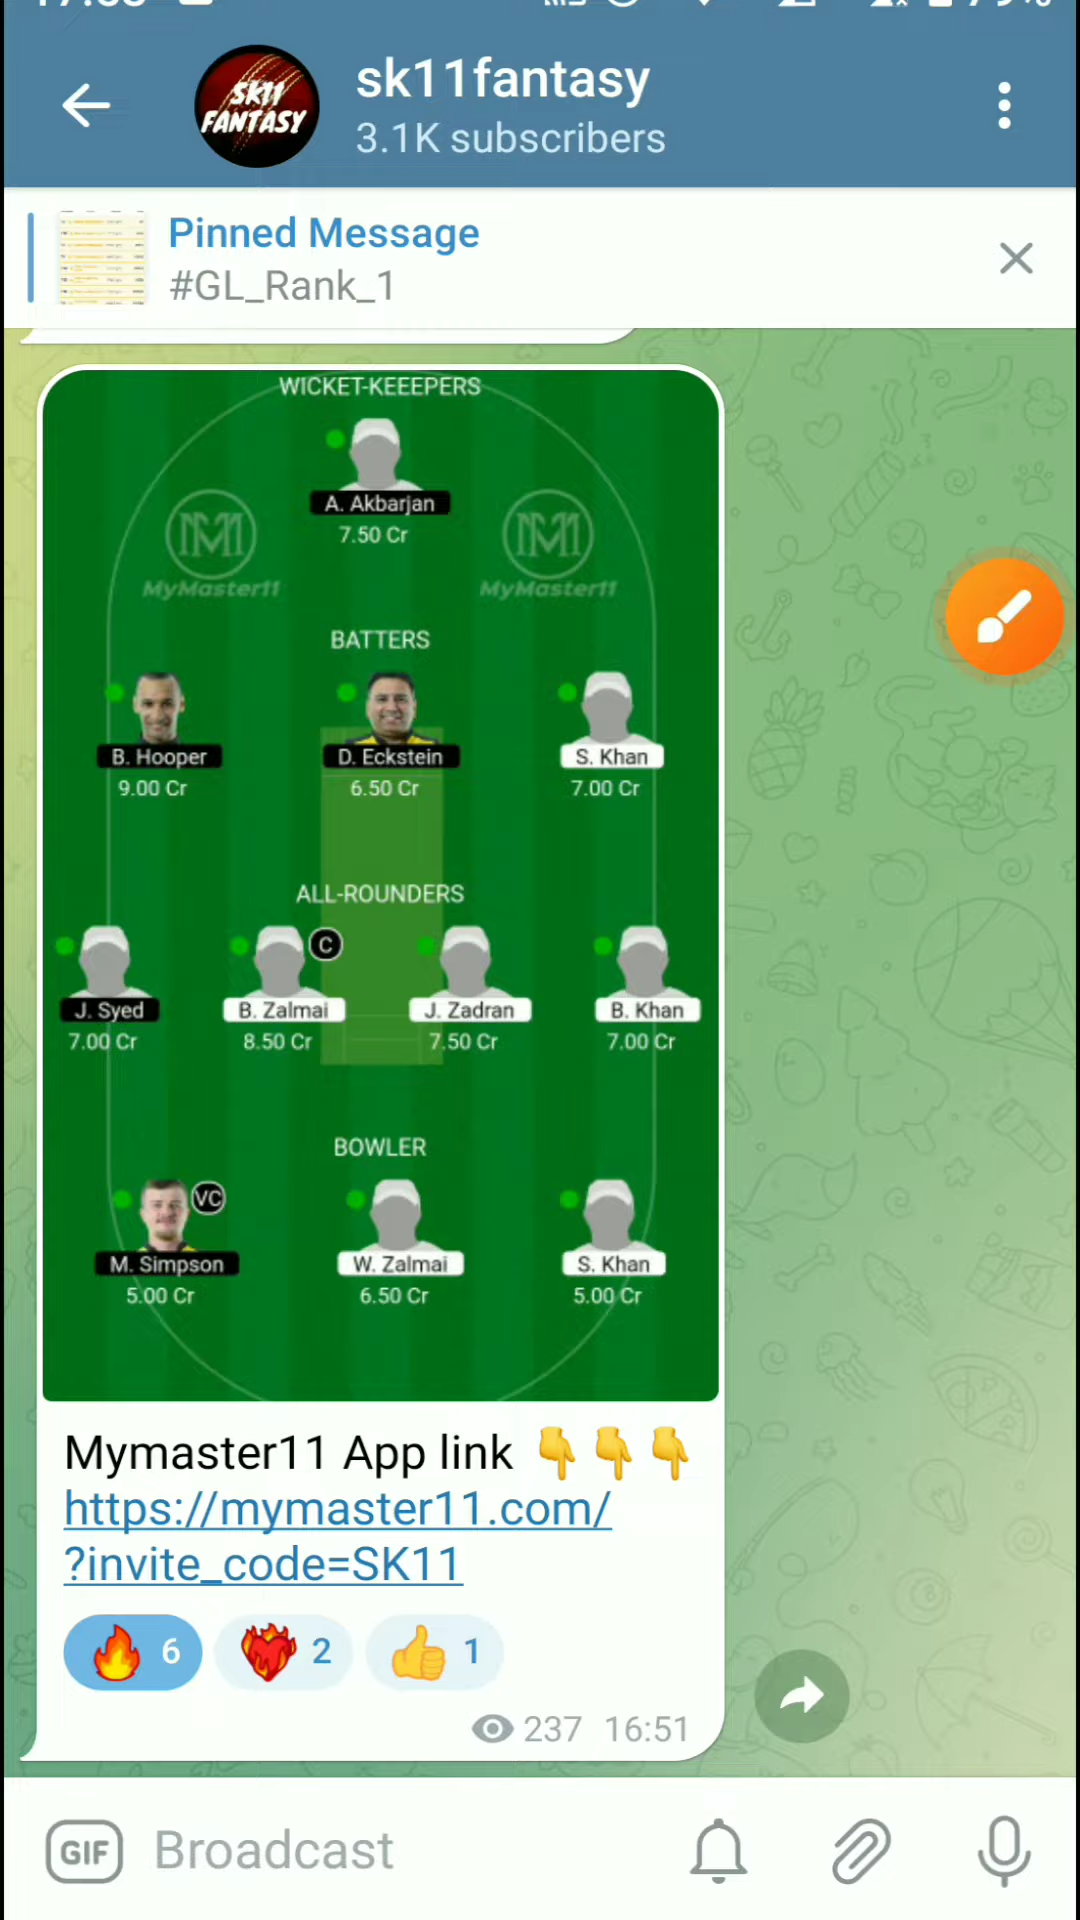 sk11fantasy
SK11
FANTASY
3.1K subscribers
Pinned Message
#GL_Rank_1
WICKET-KEEEPERS
A. Akbarjan
7.50 Cr
MyMaster11 MyMaster11
BATTERS
B. Hooper D. Eckstein S. Khan
9.00 Cr 6.50 Cr 7.00 Cr
ALL-ROUNDERS
C
J. Syed B. Zalmai J. Zadran B. Khan
7.00 Cr 8.50 Cr 7.50 Cr 7.00 Cr
BOWLER
VC
M. Simpson W. Zalmai S. Khan
5.00 Cr 6.50 Cr 5.00 Cr
Mymaster11 App link 👇👇👇
https://mymaster11.com/
?invite_code=SK11
6 2 1
237 16:51
GIF Broadcast